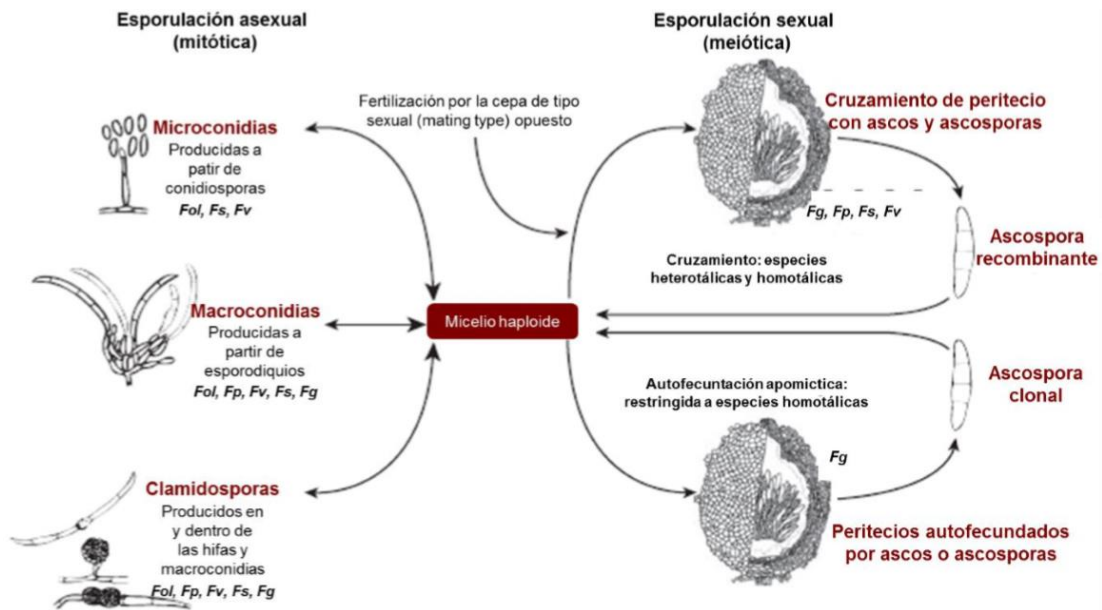 Esporulación asexual
(mitótica)
Microconidias
Producidas a
patir de
conidiosporas
Fol, Fs, Fv
Macroconidias
Producidas a
partir de
esporodiquios
Fol, Fp, Fv, Fs, Fg
Clamidosporas
Producidos en
y dentro de
las hifas y
macroconidias
Fol, Fp, Fv, Fs, Fg
Fertilización por la cepa de tipo
sexual (mating type) opuesto
Micelio haploide
Esporulación sexual
(meiótica)
Cruzamiento de peritecio
con ascos y ascosporas
Fg, Fp, Fs, Fv
Cruzamiento: especies
heterotálicas y homotálicas
Ascospora
recombinante
Autofecuntación apomictica:
restringida a especies homotálicas
Ascospora
clonal
Fg
Peritecios autofecundados
por ascos o ascosporas